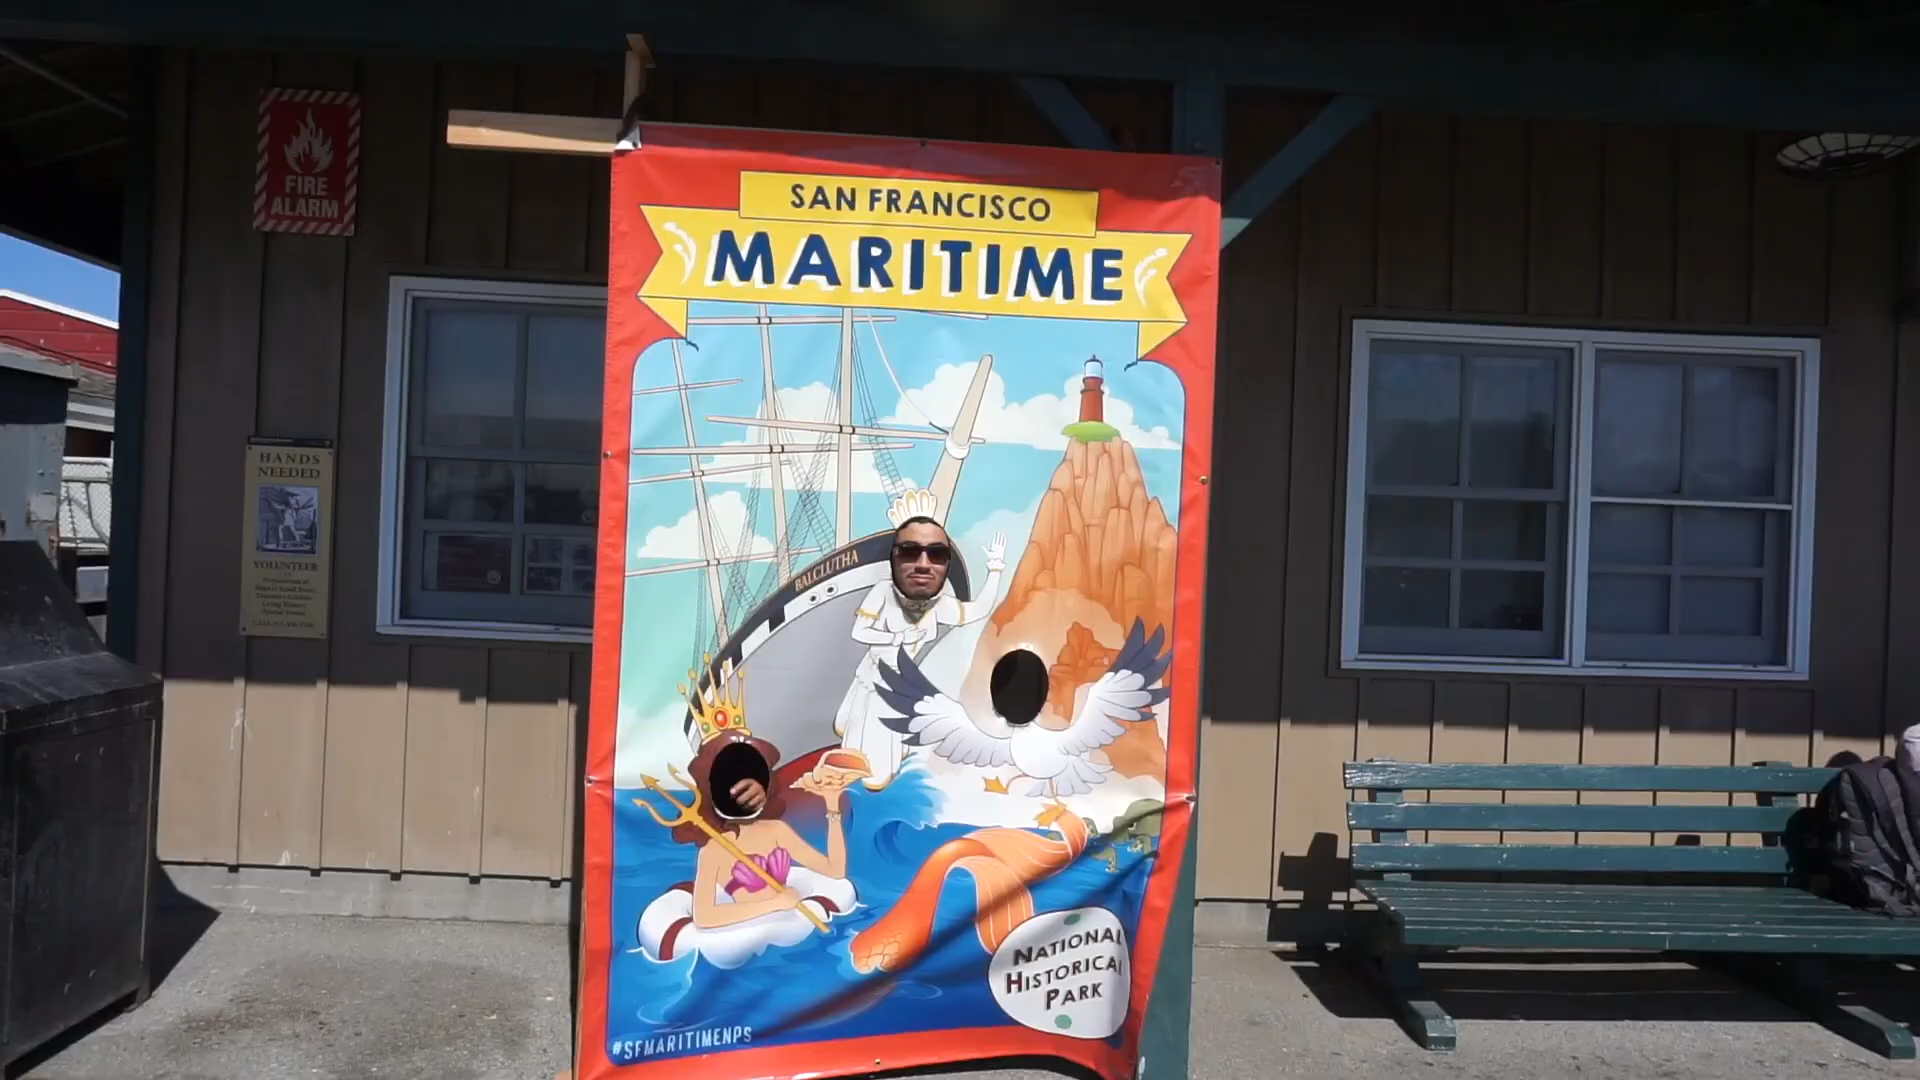 FIRE
ALARM
HANDS
NEEDED
VOLUNTEER
SAN FRANCISCO
MARITIME
BALCLUTHA
NATIONAL
HISTORICAL
PARK
#SFMARITIMENPS